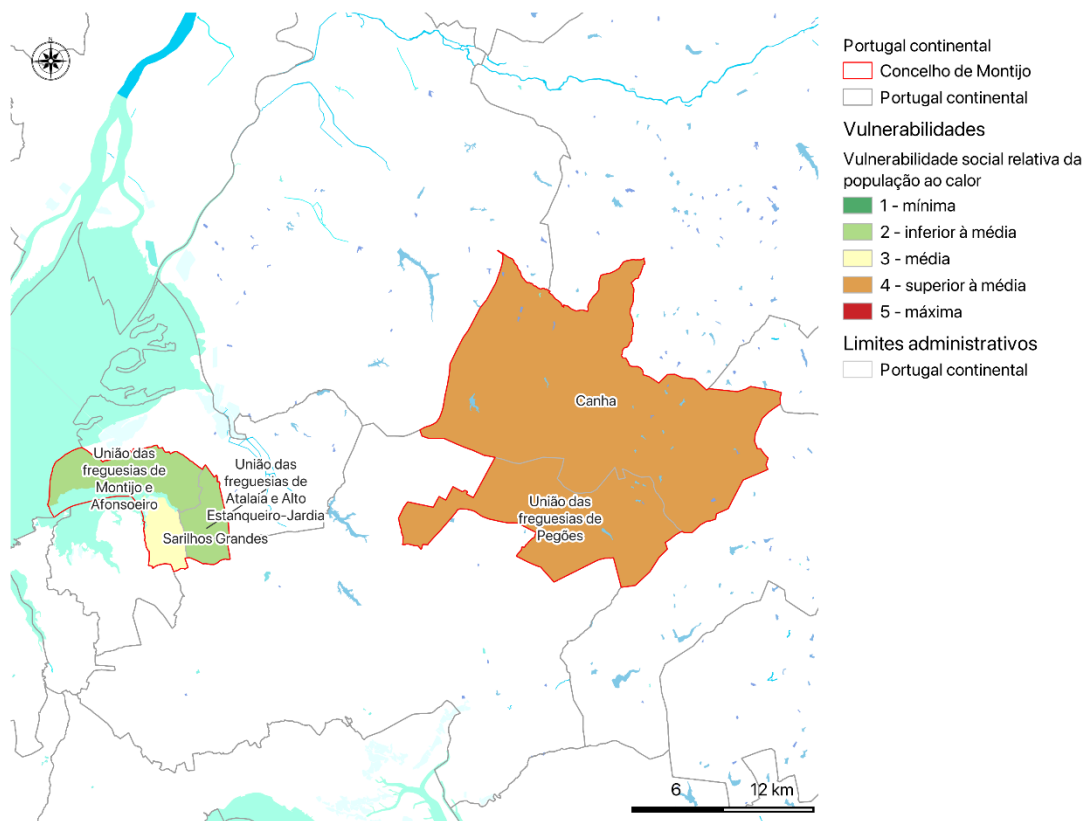 Portugal continental
Concelho de Montijo
Portugal continental
Vulnerabilidades
Vulnerabilidade social relativa da
população ao calor
1 - mínima
2 - inferior à média
3 - média
4 - superior à média
5 - máxima
Limites administrativos
Portugal continental
Canha
União das
freguesias de
Montijo e
Afonsoeiro
União das
freguesias de
Atalaia e Alto
Estanqueiro-Jardia
Sarilhos Grandes
União das
freguesias de
Pegões
6 12 km